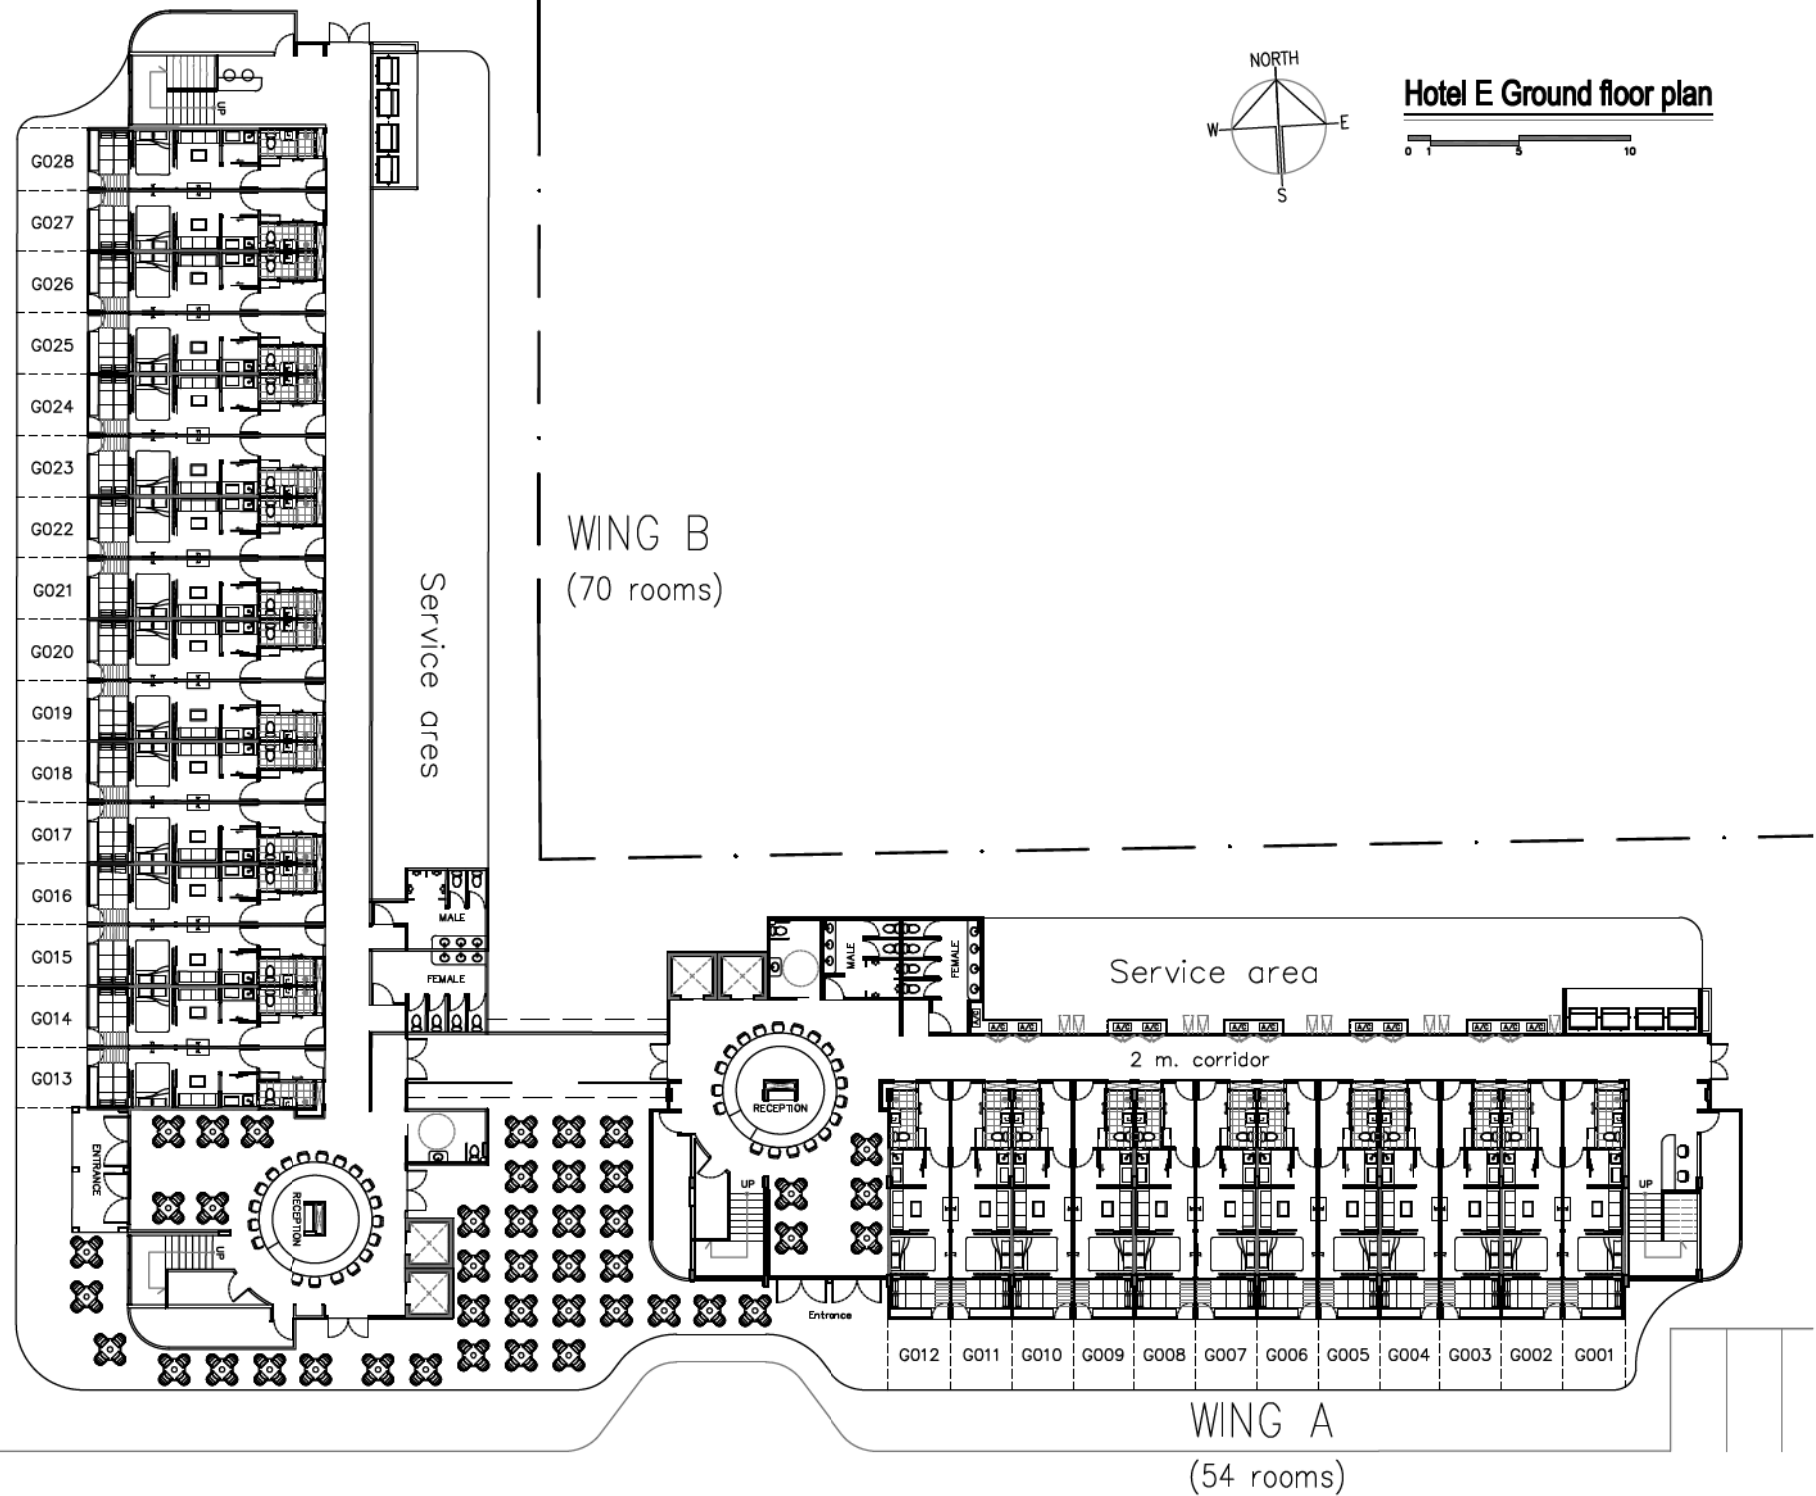 NORTH
W
E
S
Hotel E Ground floor plan
0 1 5 10
UP
G028
G027
G026
G025
G024
G023
G022
G021
G020
G019
G018
G017
G016
G015
G014
G013
WING B
(70 rooms)
Service ares
MALE
FEMALE
ENTRANCE
RECEPTION
UP
MALE
FEMALE
RECEPTION
UP
Entrance
Service area
A/C
A/C A/C
A/C A/C
A/C A/C
A/C A/C
A/C A/C A/C
2 m. corridor
UP
G012 G011 G010 G009 G008 G007 G006 G005 G004 G003 G002 G001
WING A
(54 rooms)